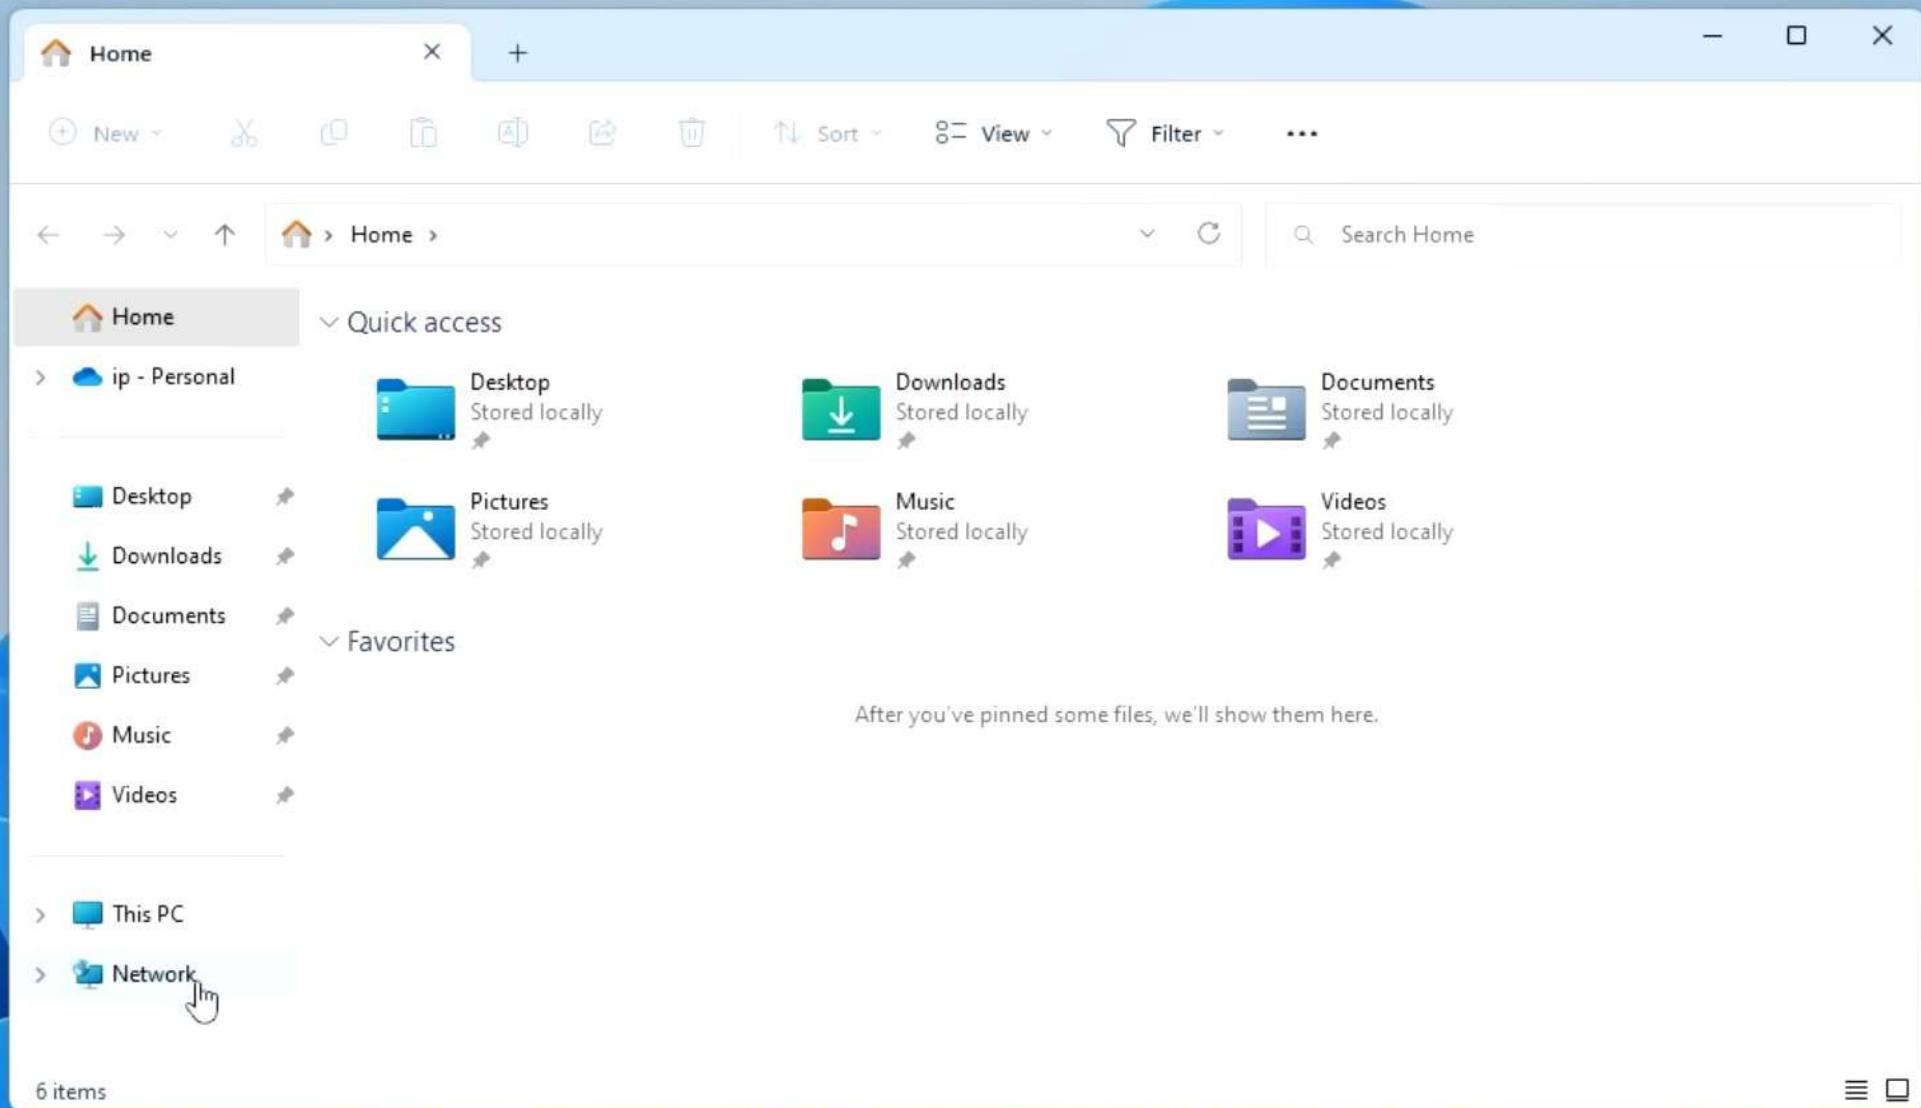 Home
New
Sort
View
Filter
Home
Search Home
Home
ip - Personal
Desktop
Downloads
Documents
Pictures
Music
Videos
This PC
Network
Quick access
Desktop
Stored locally
Downloads
Stored locally
Documents
Stored locally
Pictures
Stored locally
Music
Stored locally
Videos
Stored locally
Favorites
After you've pinned some files, we'll show them here.
6 items